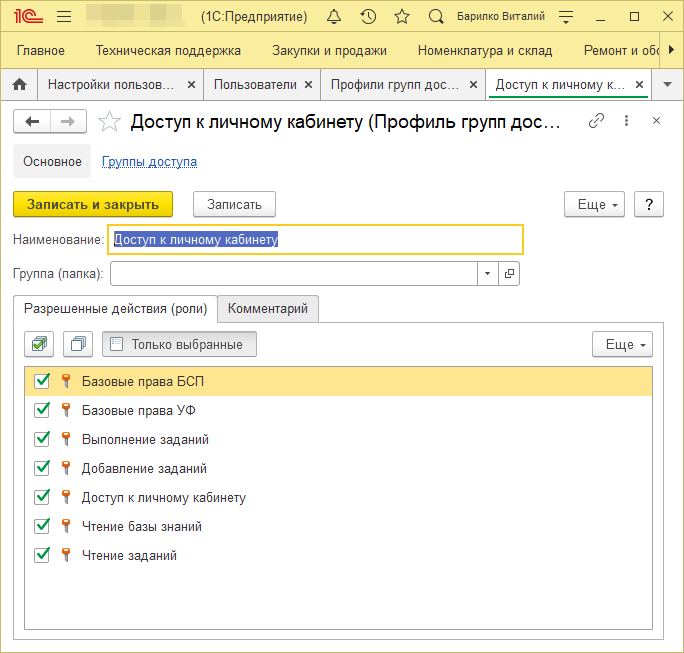 1С (1С:Предприятие) Барилко Виталий
Главное Техническая поддержка Закупки и продажи Номенклатура и склад Ремонт и обс
Настройки пользов... Пользователи Профили групп дос... Доступ к личному к...
Доступ к личному кабинету (Профиль групп дос...
Основное Группы доступа
Записать и закрыть Записать Еще ?
Наименование: Доступ к личному кабинету
Группа (папка):
Разрешенные действия (роли) Комментарий
Только выбранные Еще
Базовые права БСП
Базовые права УФ
Выполнение заданий
Добавление заданий
Доступ к личному кабинету
Чтение базы знаний
Чтение заданий